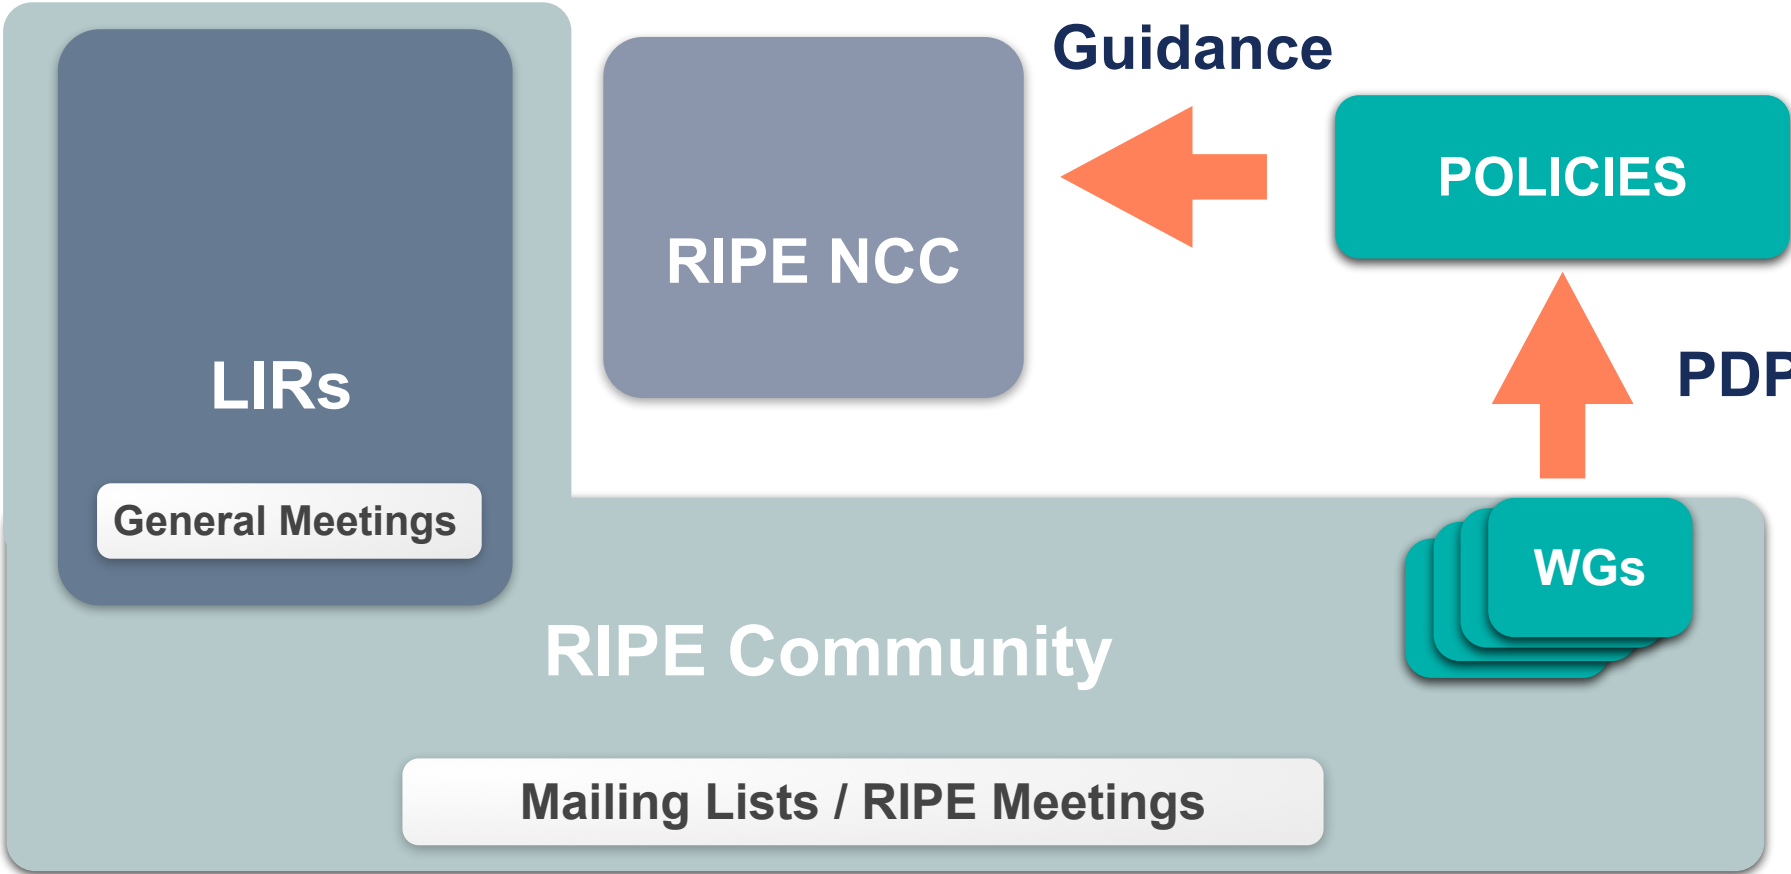 Guidance
POLICIES
RIPE NCC
PDP
LIRs
General Meetings
WGs
RIPE Community
Mailing Lists / RIPE Meetings